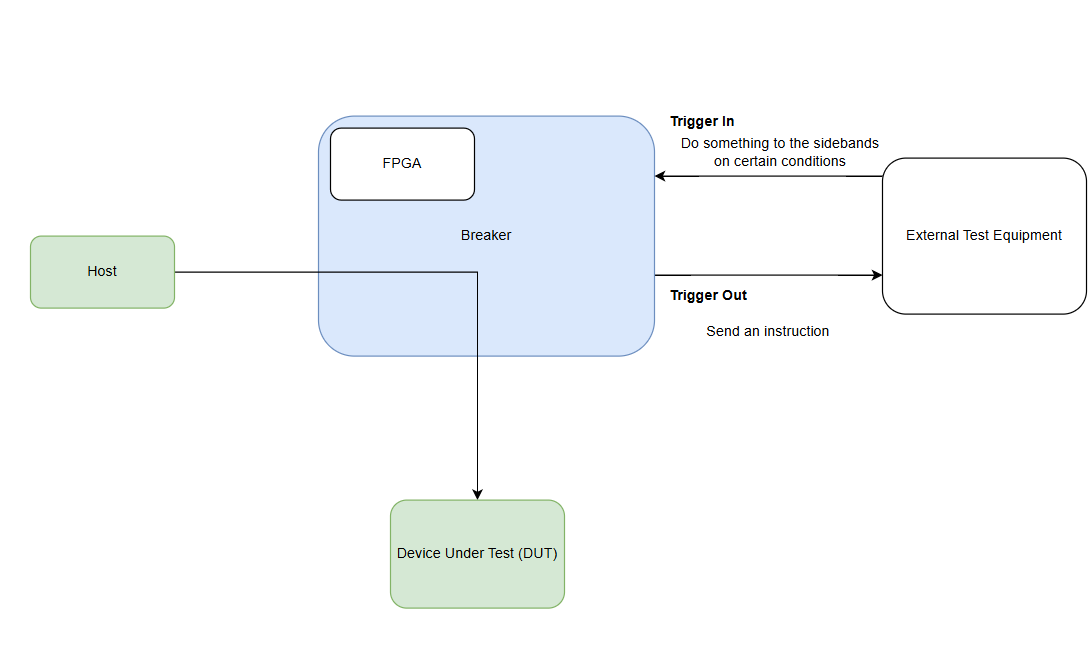 Trigger In
Do something to the sidebands
on certain conditions
FPGA
Breaker
External Test Equipment
Host
Trigger Out
Send an instruction
Device Under Test (DUT)